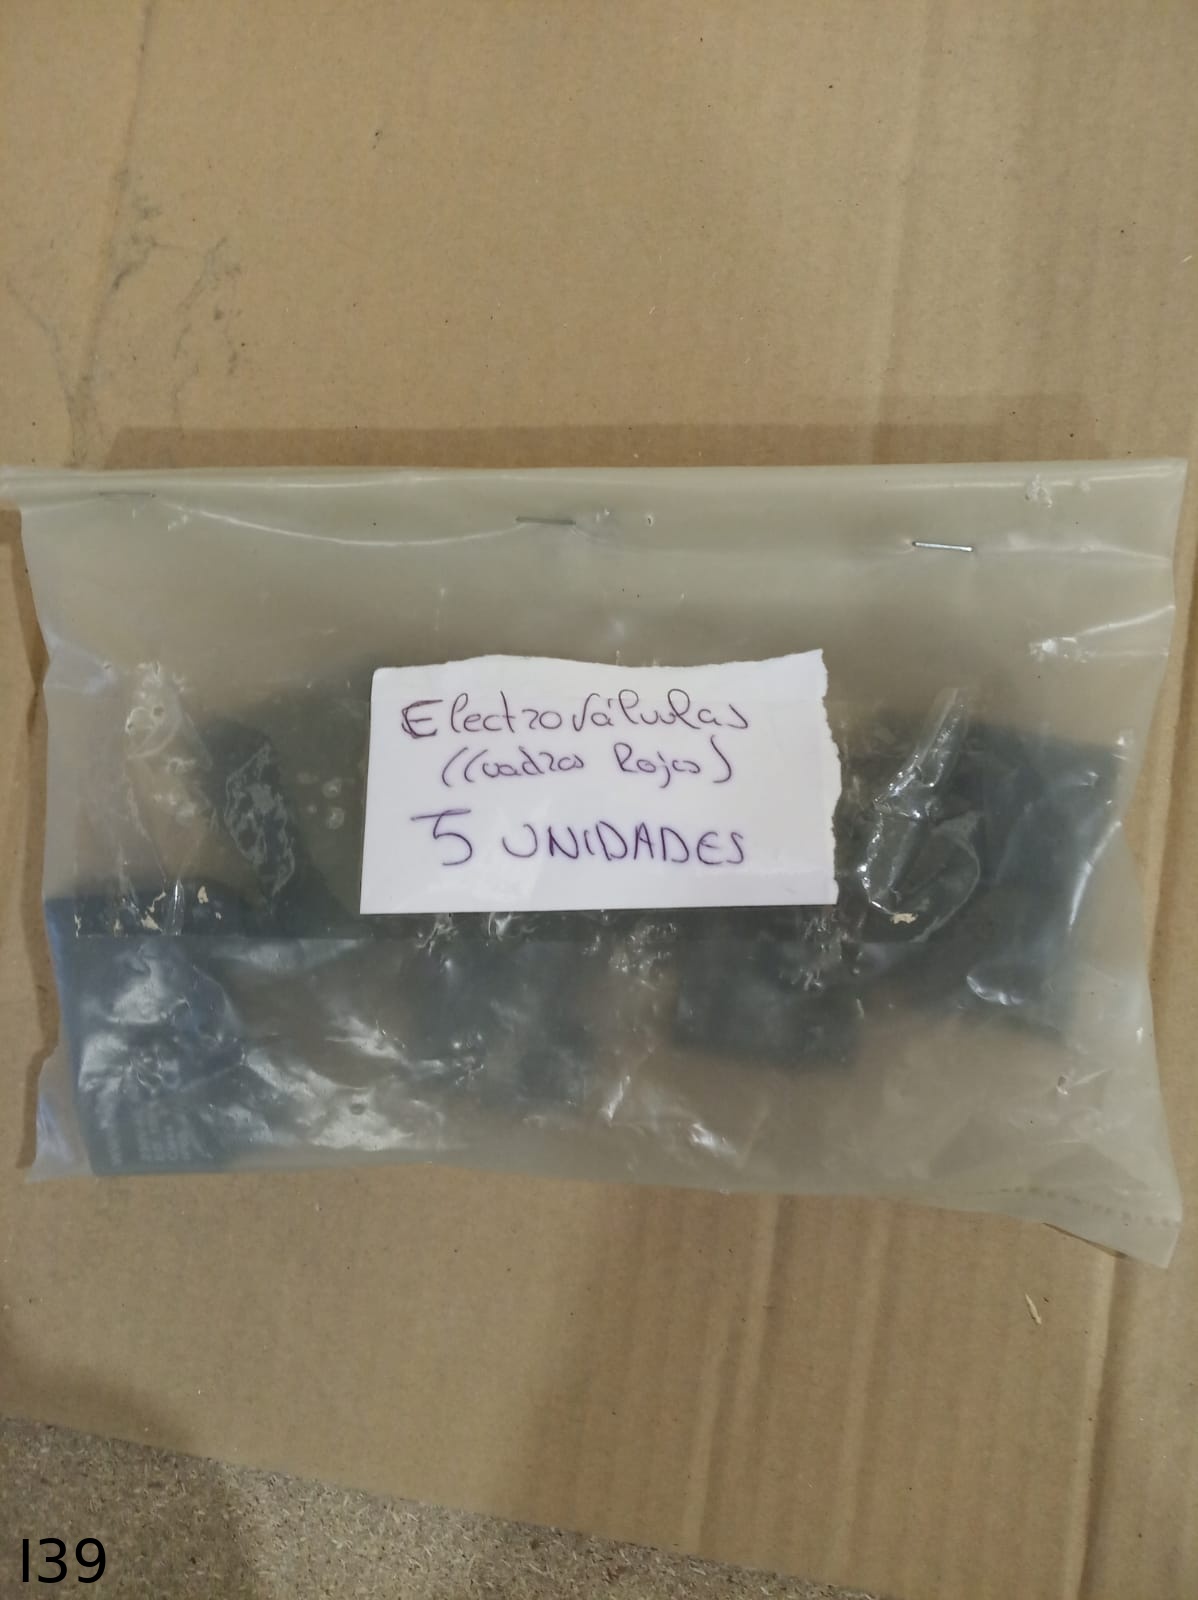 Electroválvulas
(Cuadros Rojos)
5 UNIDADES
I39